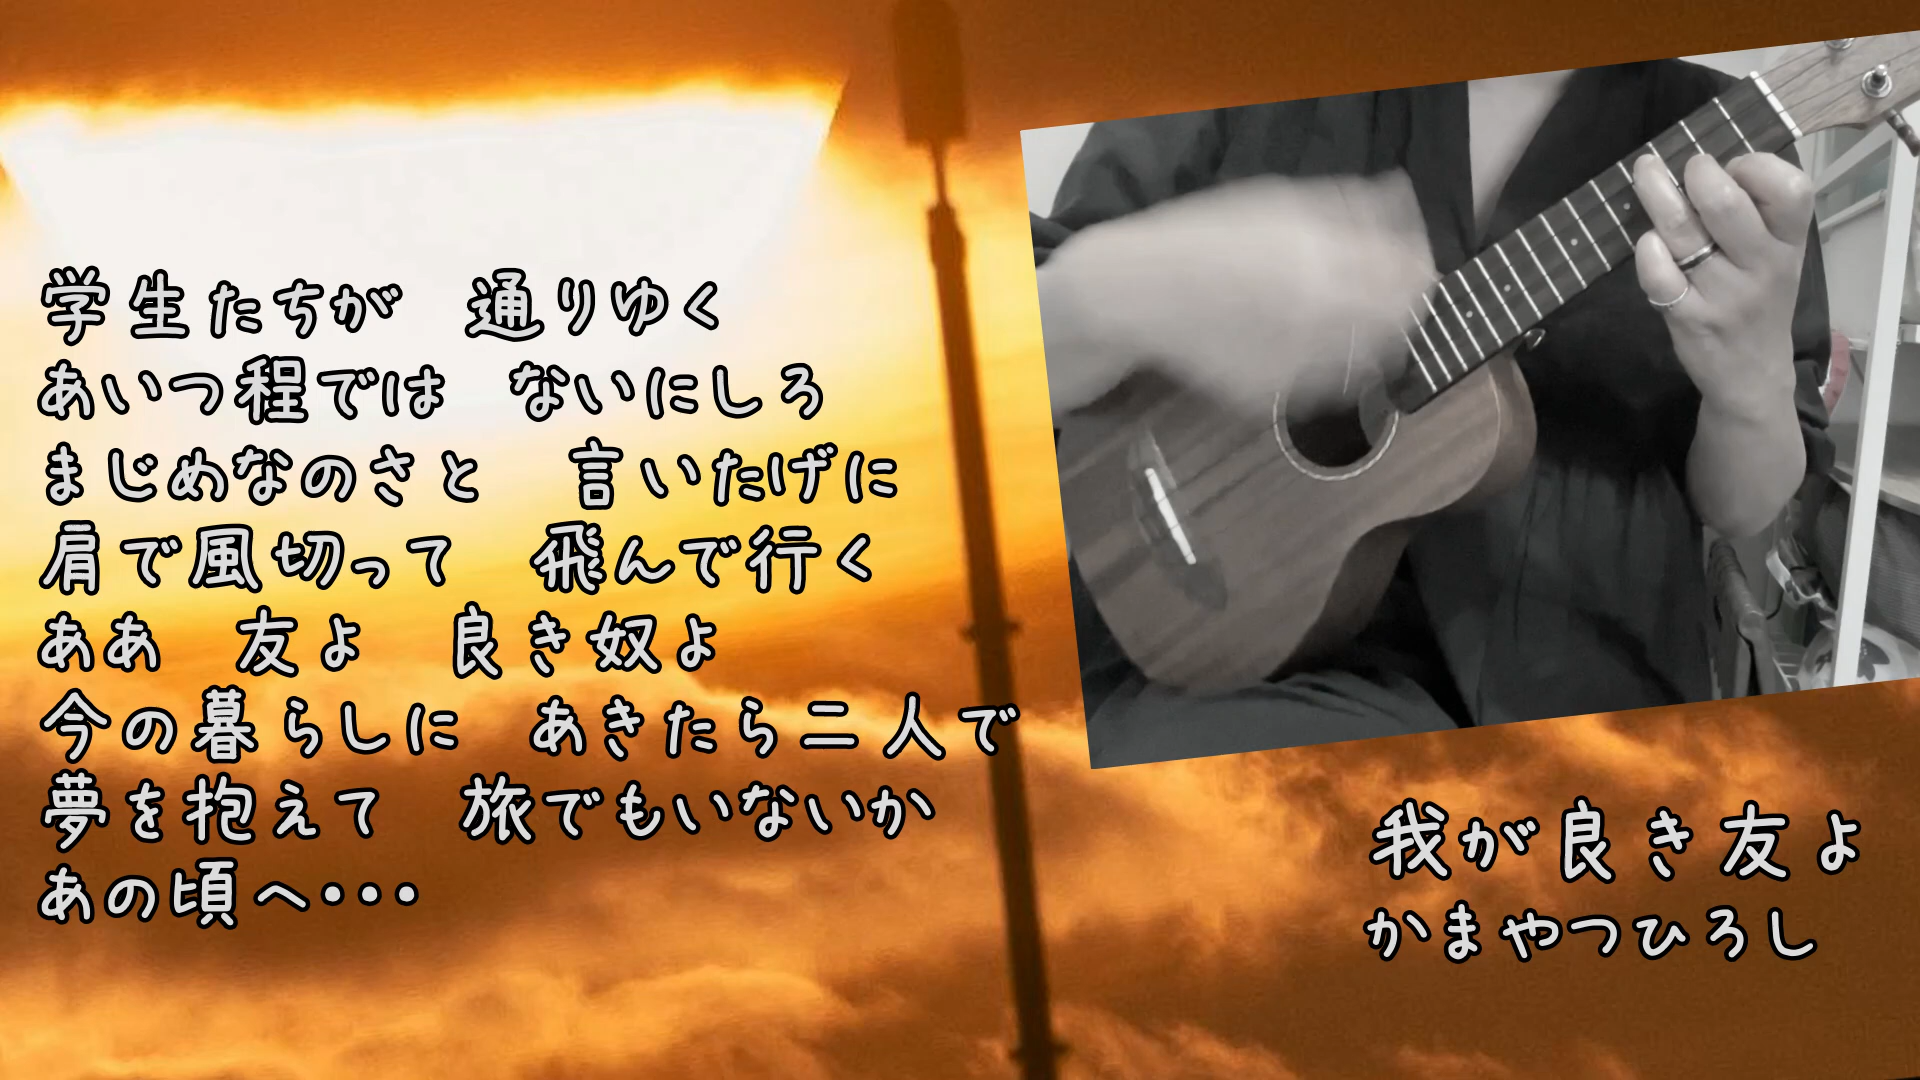 学生たちが　通りゆく
あいつ程では　ないにしろ
まじめなのさと　言いたげに
肩で風切って　飛んで行く
ああ　友よ　良き奴よ
今の暮らしに　あきたら二人で
夢を抱えて　旅でもいないか
あの頃へ・・・
我が良き友よ
かまやつひろし